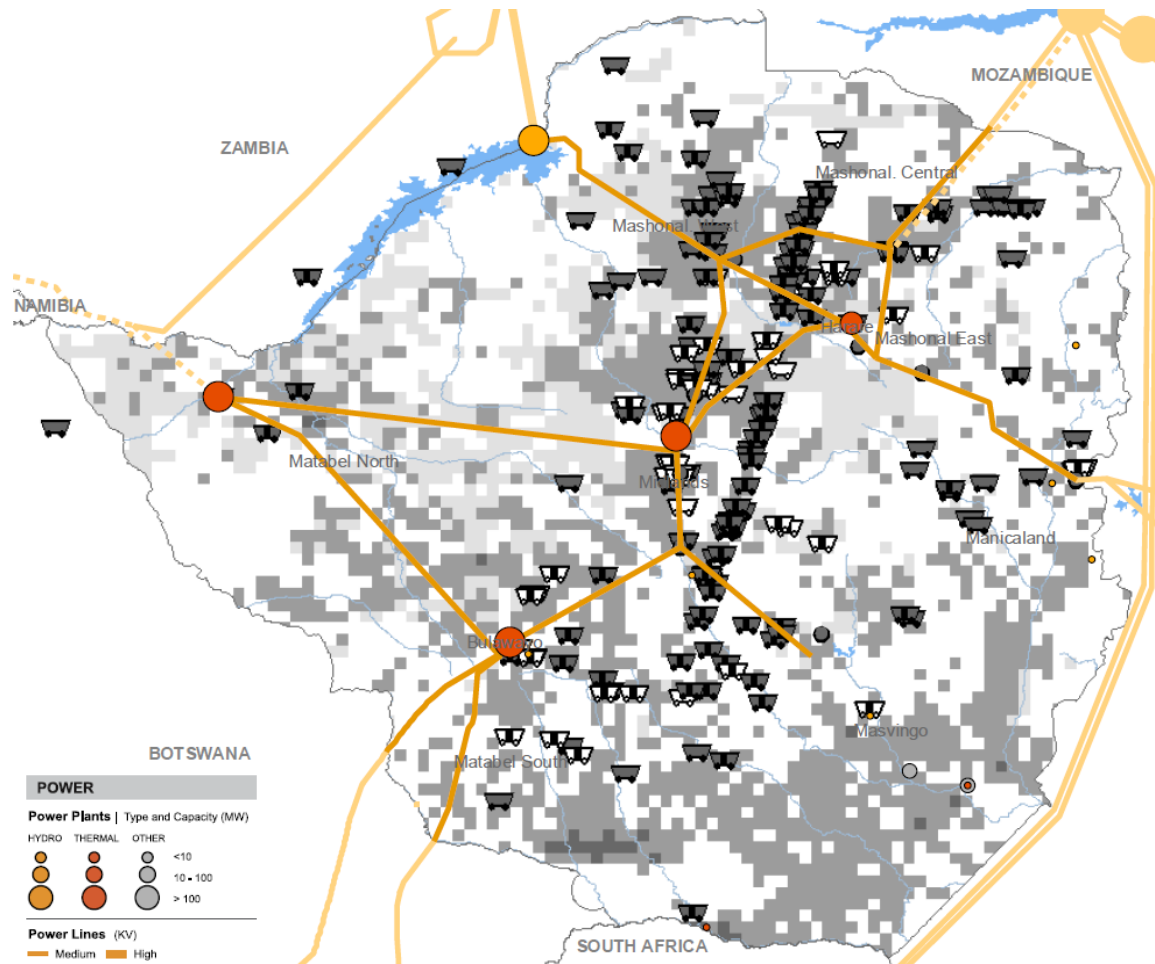 MOZAMBIQUE
ZAMBIA
Mashonal. Central
Mashonal. West
NAMIBIA
Harare
Mashonal East
Matabel North
Midlands
Manicaland
Bulawayo
Masvingo
BOTSWANA
Matabel South
SOUTH AFRICA
POWER
Power Plants | Type and Capacity (MW)
HYDRO THERMAL OTHER
<10
10 - 100
> 100
Power Lines (KV)
Medium High